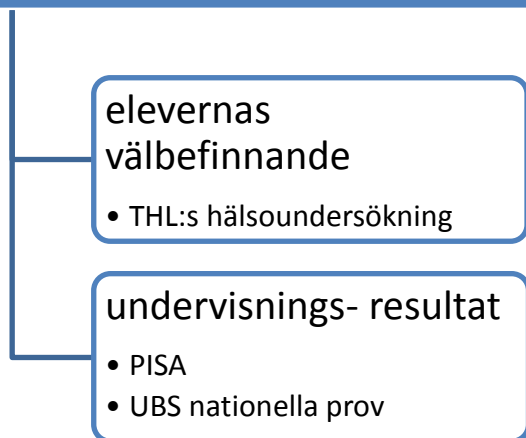 elevernas
välbefinnande
• THL:s hälsoundersökning
undervisnings- resultat
• PISA
• UBS nationella prov